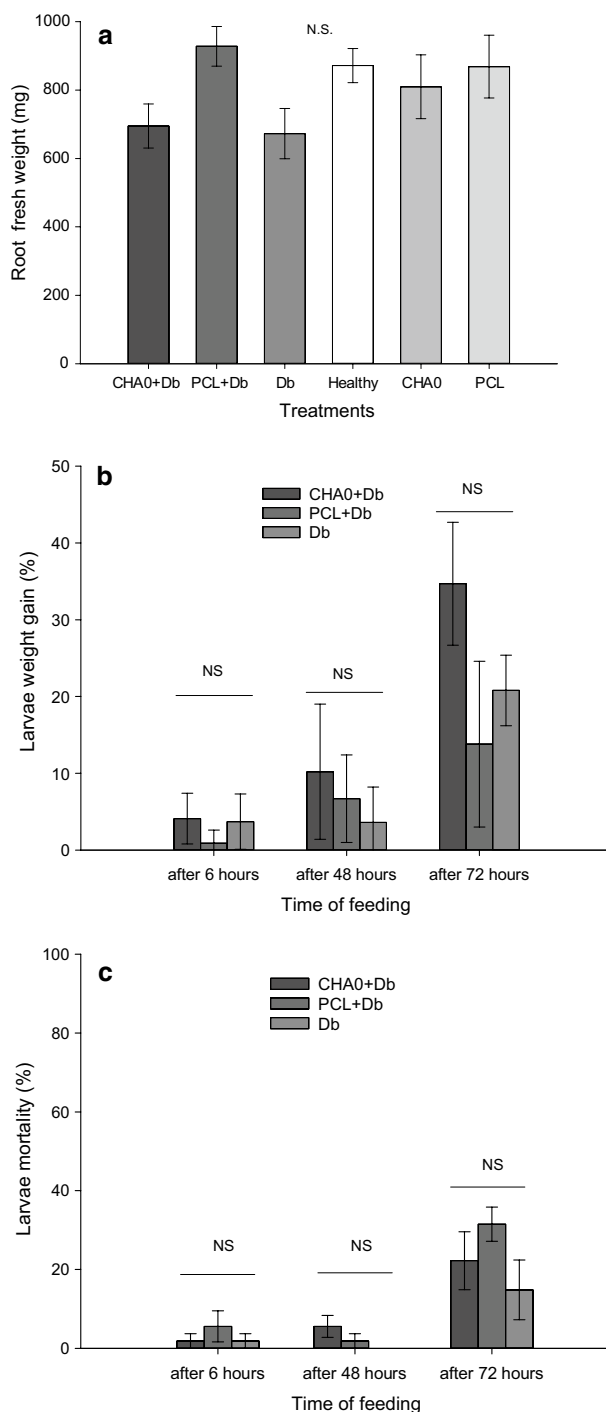 a
N.S.
1000
800
600
400
200
0
Root fresh weight (mg)
CHA0+Db PCL+Db Db Healthy CHA0 PCL
Treatments
b
CHA0+Db
PCL+Db
Db
NS
NS
NS
50
40
30
20
10
0
Larvae weight gain (%)
after 6 hours after 48 hours after 72 hours
Time of feeding
c
CHA0+Db
PCL+Db
Db
NS
NS
NS
100
80
60
40
20
0
Larvae mortality (%)
after 6 hours after 48 hours after 72 hours
Time of feeding